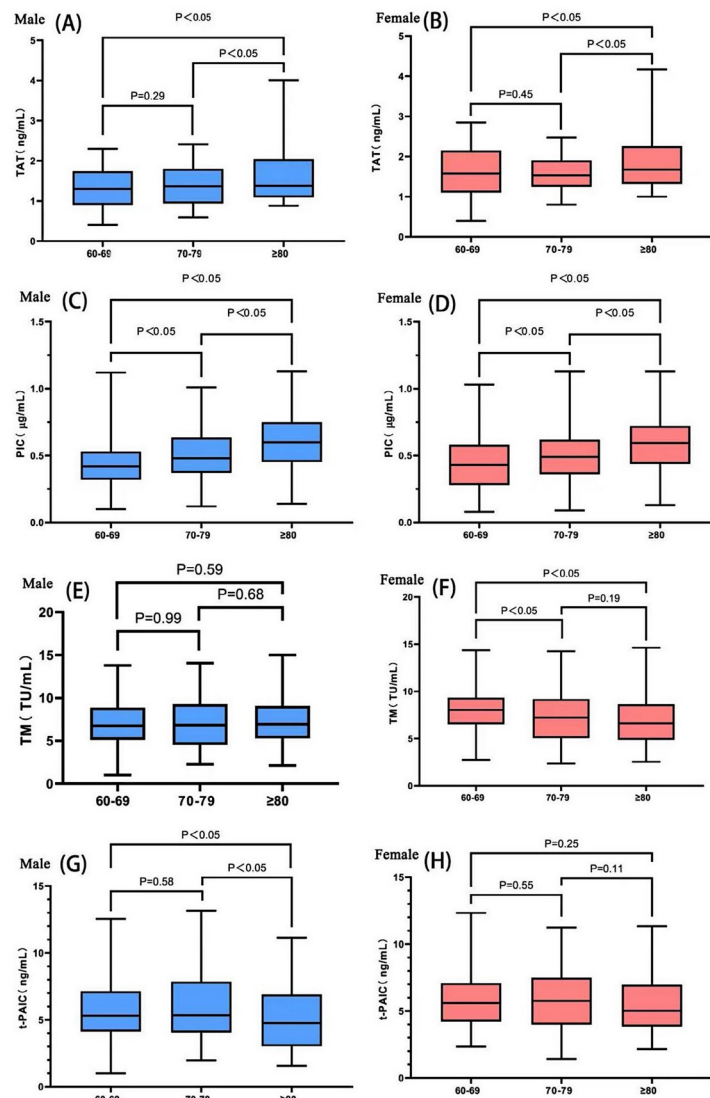 Male (A)
P＜0.05
P＜0.05
P=0.29
TAT( ng/mL)
5
4
3
2
1
0
60-69 70-79 ≥80
Female (B)
P＜0.05
P＜0.05
P=0.45
TAT( ng/mL)
5
4
3
2
1
0
60-69 70-79 ≥80
Male (C)
P＜0.05
P＜0.05
P＜0.05
PIC( μg/mL)
1.5
1.0
0.5
0.0
60-69 70-79 ≥80
Female (D)
P＜0.05
P＜0.05
P＜0.05
PIC( μg/mL)
1.5
1.0
0.5
0.0
60-69 70-79 ≥80
Male (E)
P=0.59
P=0.68
P=0.99
TM( TU/mL)
20
15
10
5
0
60-69 70-79 ≥80
Female (F)
P＜0.05
P=0.19
P＜0.05
TM( TU/mL)
20
15
10
5
0
60-69 70-79 ≥80
Male (G)
P＜0.05
P＜0.05
P=0.58
t-PAIC( ng/mL)
15
10
5
0
60-69 70-79 ≥80
Female (H)
P=0.25
P=0.11
P=0.55
t-PAIC( ng/mL)
15
10
5
0
60-69 70-79 ≥80